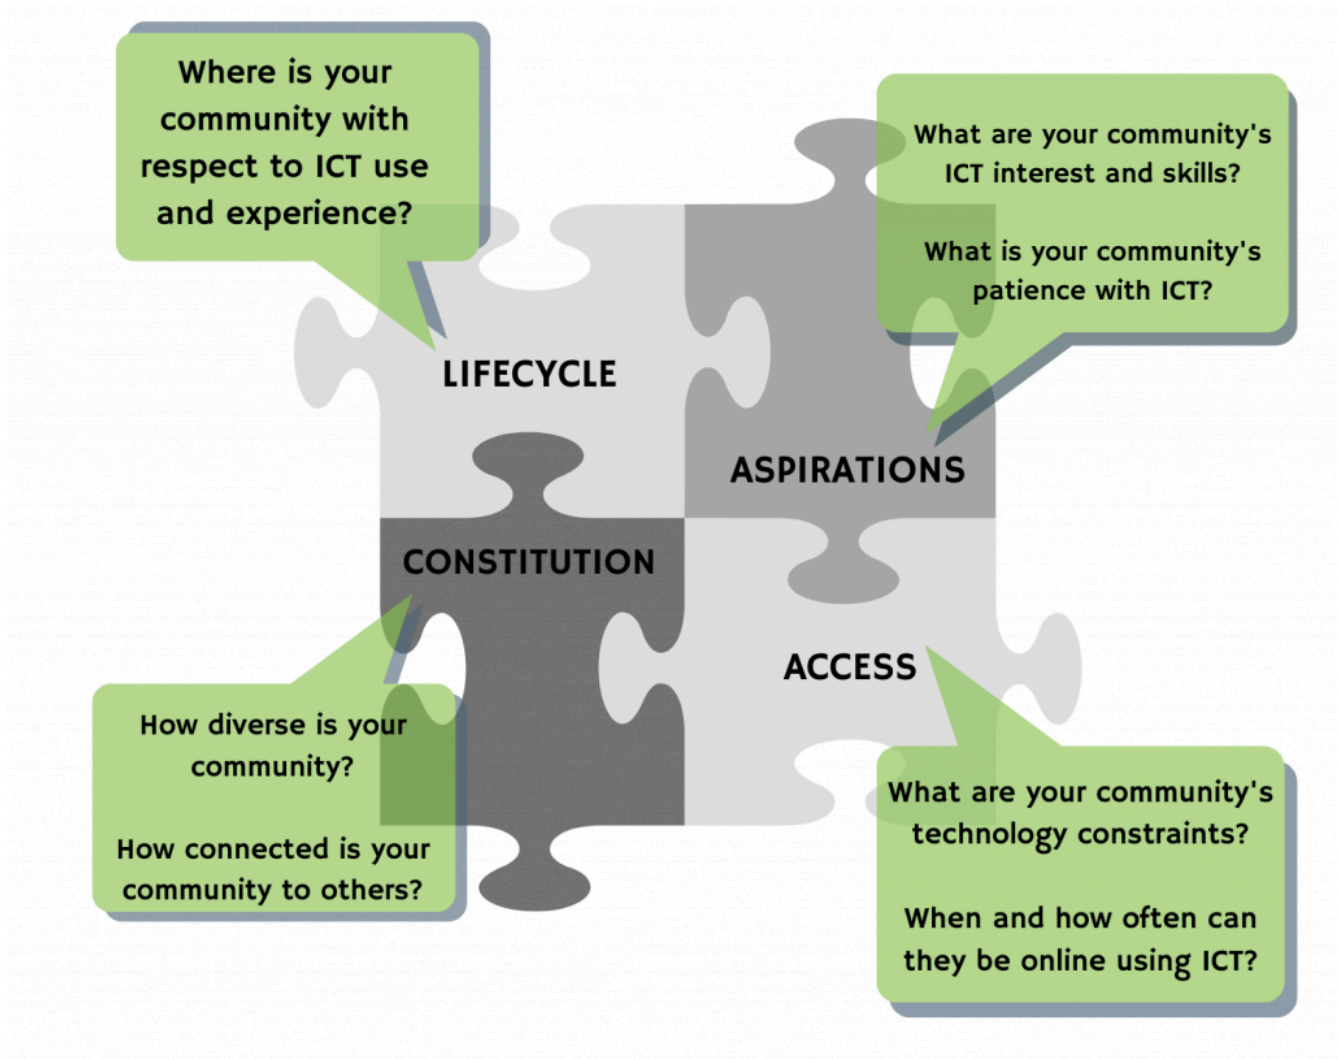 Where is your
community with
respect to ICT use
and experience?
What are your community's
ICT interest and skills?
What is your community's
patience with ICT?
LIFECYCLE
ASPIRATIONS
CONSTITUTION
ACCESS
How diverse is your
community?
How connected is your
community to others?
What are your community's
technology constraints?
When and how often can
they be online using ICT?